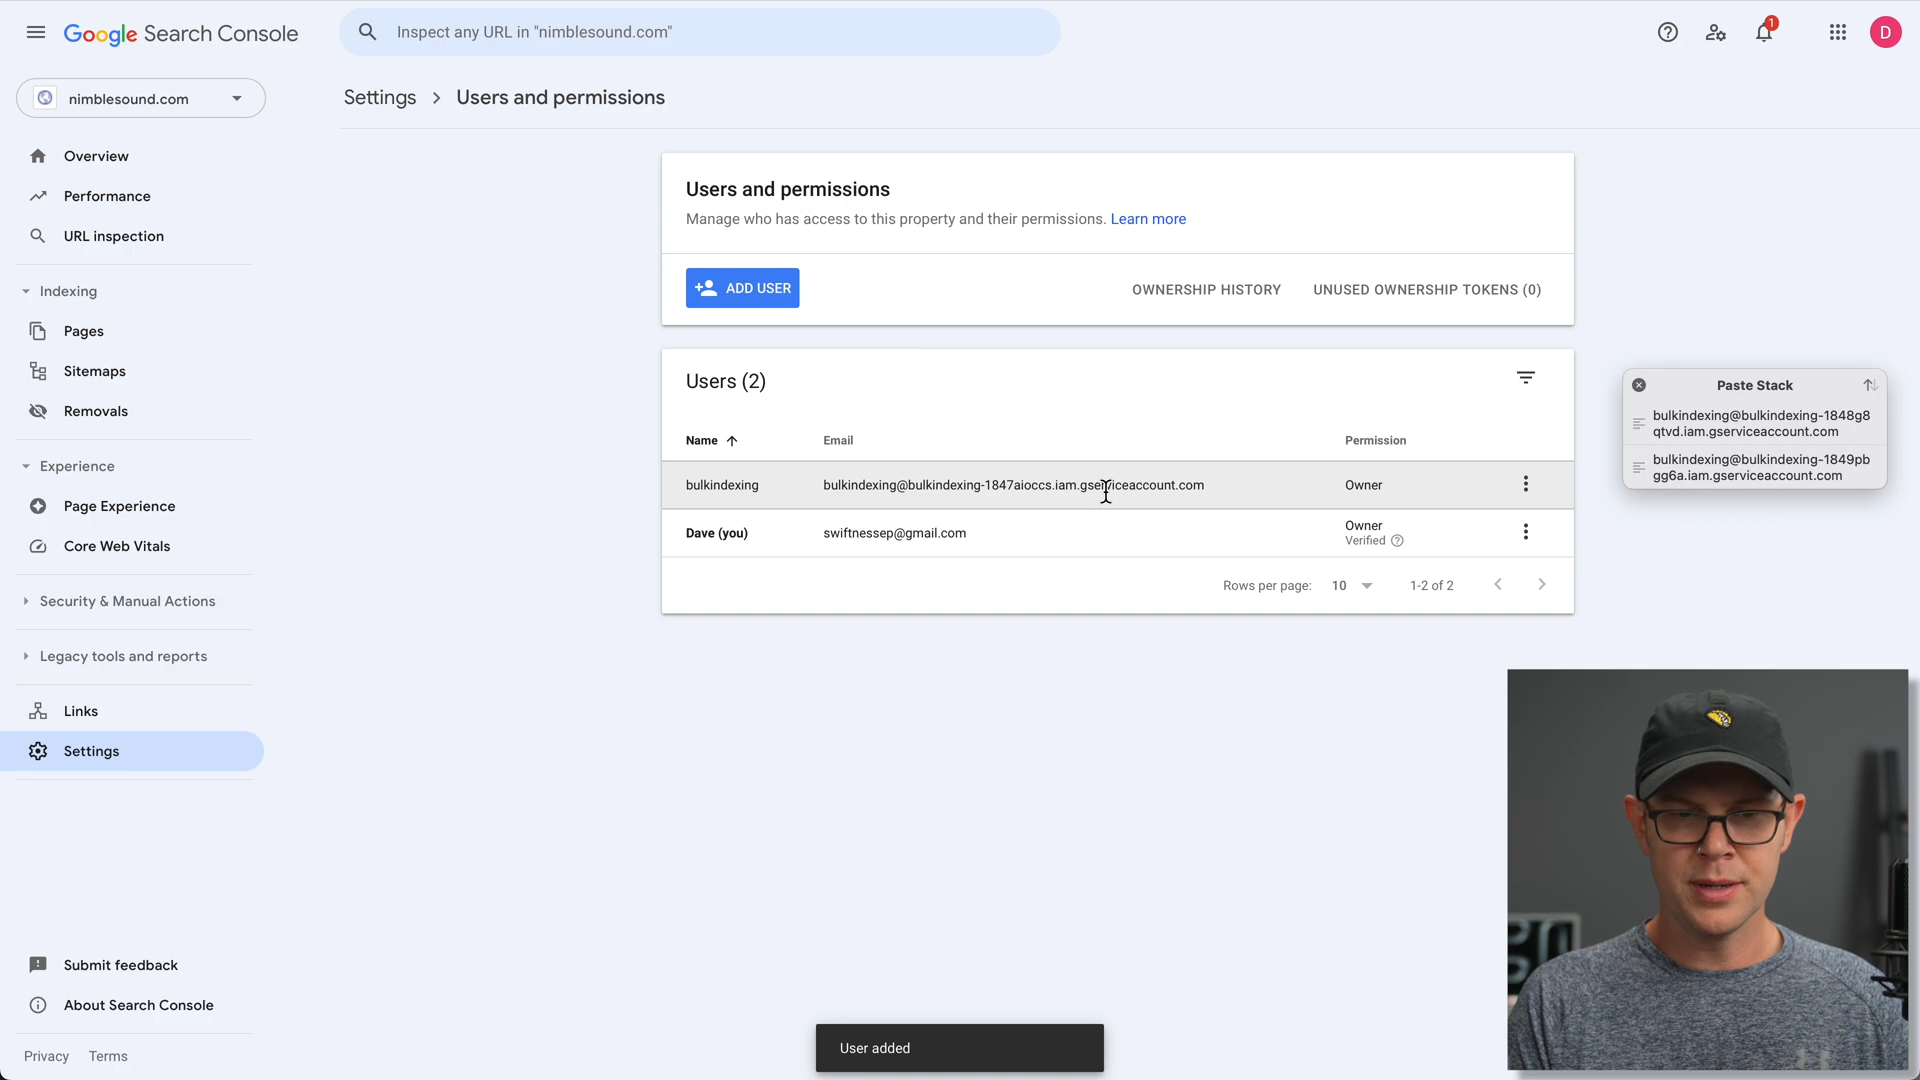 Google Search Console
Inspect any URL in "nimblesound.com"
1
D
nimblesound.com
Settings > Users and permissions
Overview
Performance
URL inspection
Indexing
Pages
Sitemaps
Removals
Experience
Page Experience
Core Web Vitals
Security & Manual Actions
Legacy tools and reports
Links
Settings
Submit feedback
About Search Console
Privacy Terms
Users and permissions
Manage who has access to this property and their permissions. Learn more
ADD USER
OWNERSHIP HISTORY
UNUSED OWNERSHIP TOKENS (0)
Users (2)
Name Email Permission
bulkindexing bulkindexing@bulkindexing-1847aioccs.iam.gserviceaccount.com Owner
Dave (you) swiftnessep@gmail.com Owner
Verified
Rows per page: 10 1-2 of 2
Paste Stack
bulkindexing@bulkindexing-1848g8
qtvd.iam.gserviceaccount.com
bulkindexing@bulkindexing-1849pb
gg6a.iam.gserviceaccount.com
User added